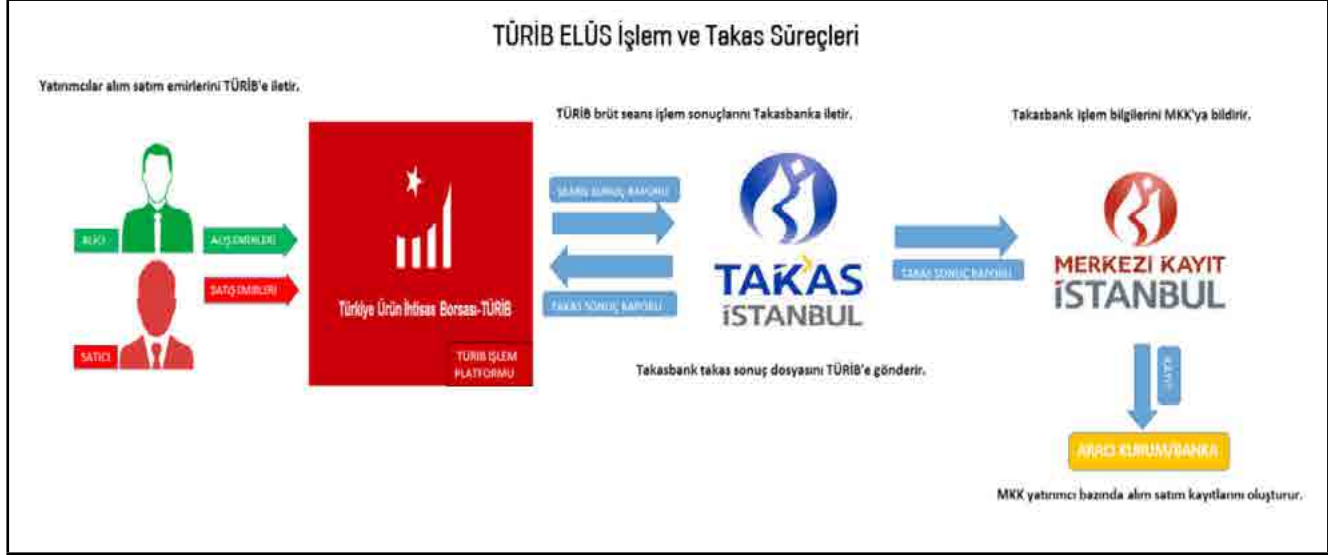 TÜRİB ELÜS İşlem ve Takas Süreçleri
Yatırımcılar alım satım emirlerini TÜRİB'e iletir.
TÜRİB brüt seans işlem sonuçlarını Takasbanka iletir.
Takasbank işlem bilgilerini MKK'ya bildirir.
ALICI
ALIŞ EMİRLERİ
SATIŞ EMİRLERİ
SATICI
Türkiye Ürün İhtisas Borsası-TÜRİB
TÜRİB İŞLEM
PLATFORMU
SEANS SONUÇ RAPORU
TAKAS SONUÇ RAPORU
TAKAS
İSTANBUL
TAKAS SONUÇ RAPORU
MERKEZİ KAYIT
İSTANBUL
Takasbank takas sonuç dosyasını TÜRİB'e gönderir.
KAYIT
ARACI KURUM/BANKA
MKK yatırımcı bazında alım satım kayıtlarını oluşturur.